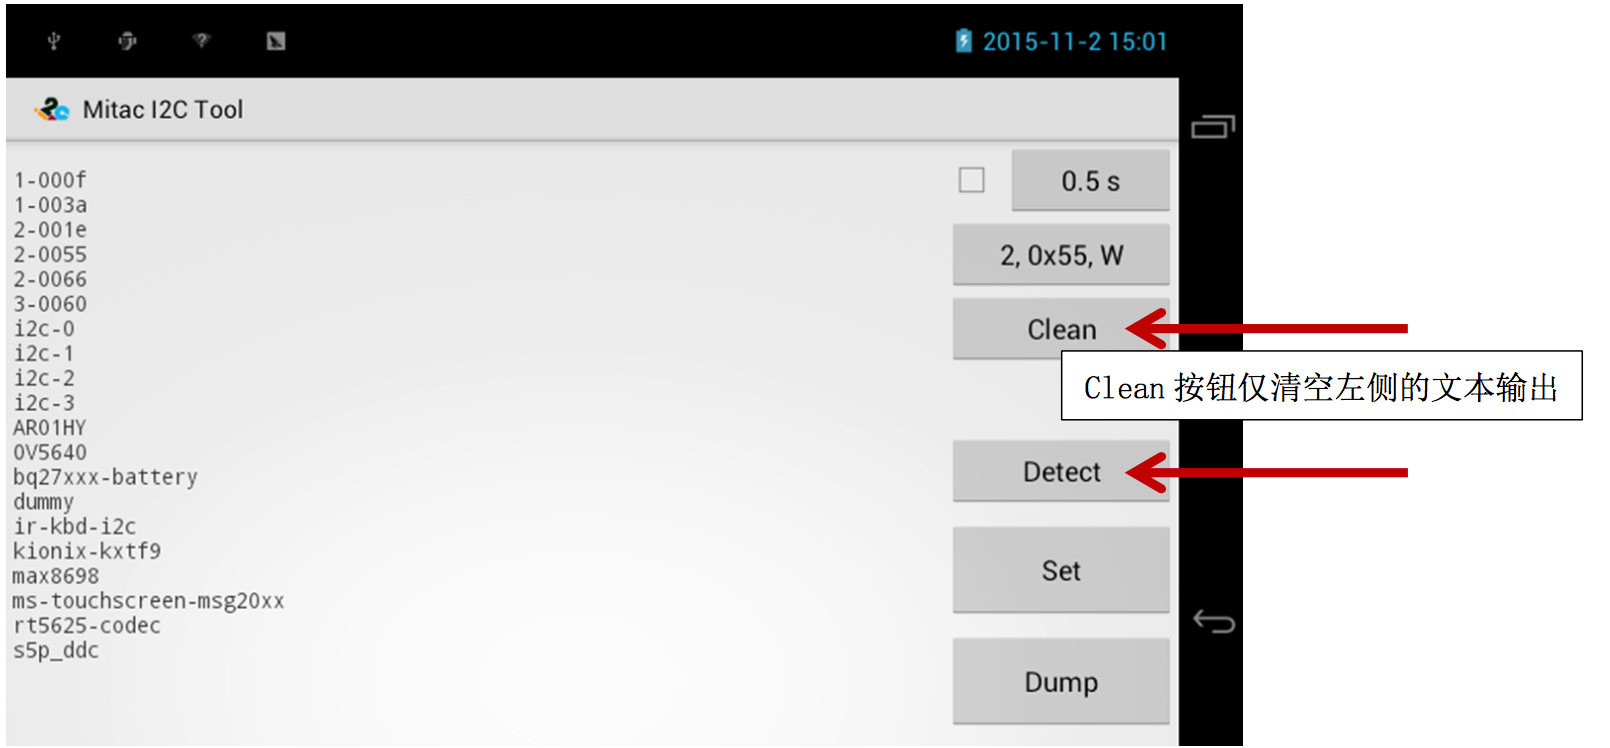 2015-11-2 15:01
Mitac I2C Tool
1-000f
1-003a
2-001e
2-0055
2-0066
3-0060
i2c-0
i2c-1
i2c-2
i2c-3
AR01HY
OV5640
bq27xxx-battery
dummy
ir-kbd-i2c
kionix-kxtf9
max8698
ms-touchscreen-msg20xx
rt5625-codec
s5p_ddc
0.5 s
2, 0x55, W
Clean
Clean 按钮仅清空左侧的文本输出
Detect
Set
Dump